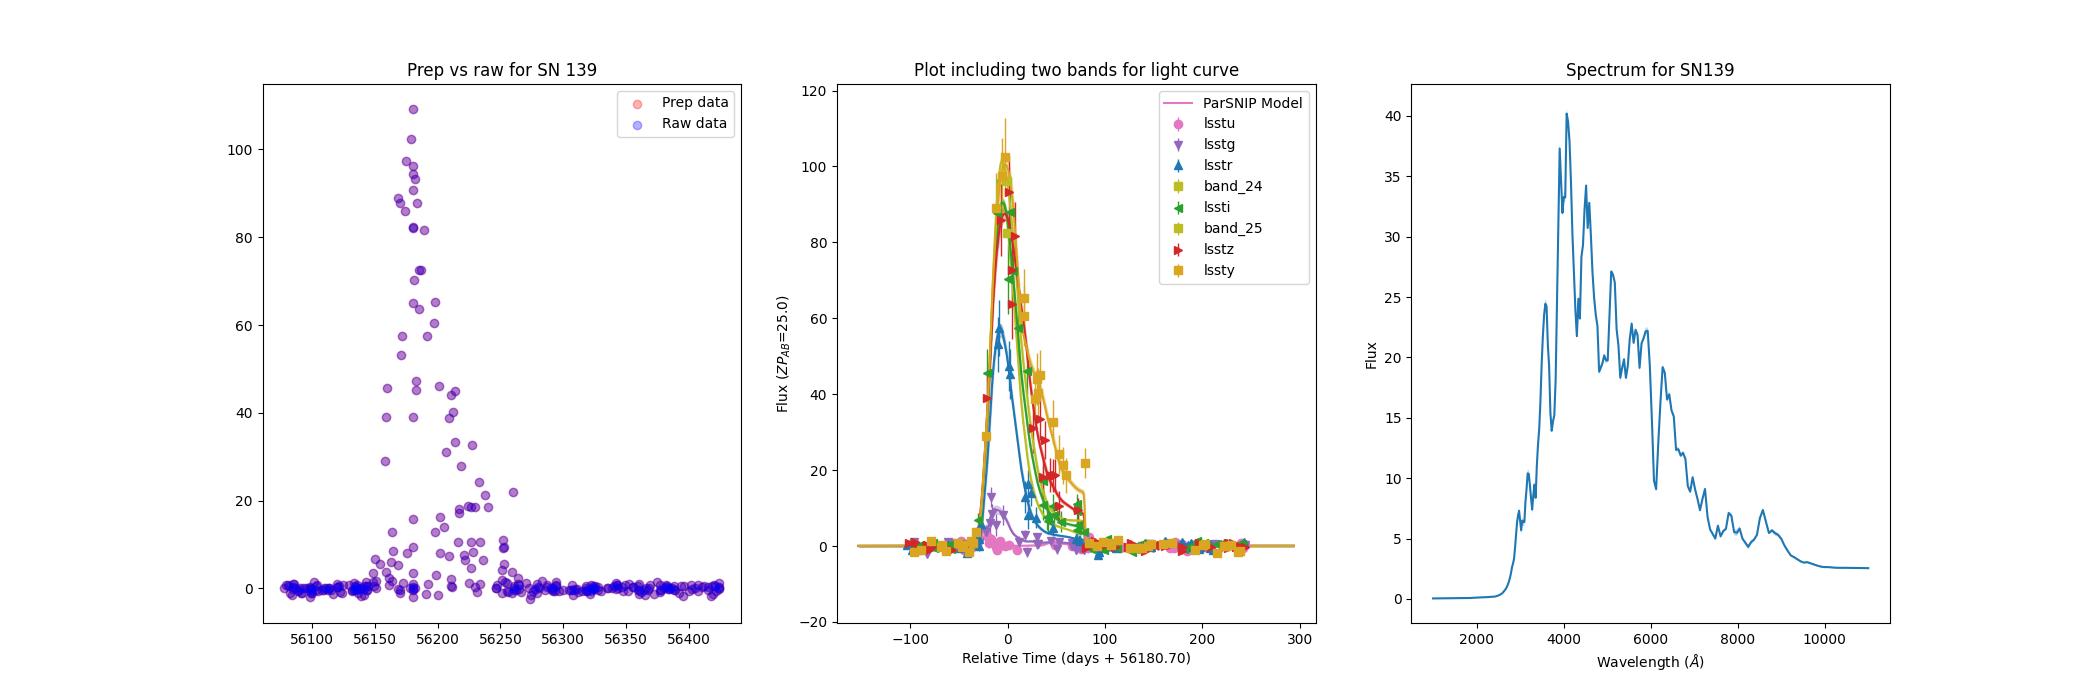 Prep vs raw for SN 139
Prep data
Raw data
100
80
60
40
20
0
56100 56150 56200 56250 56300 56350 56400
Plot including two bands for light curve
ParSNIP Model
lsstu
lsstg
lsstr
band_24
lssti
band_25
lsstz
lssty
Flux (ZP_AB=25.0)
120
100
80
60
40
20
0
−20
−100 0 100 200 300
Relative Time (days + 56180.70)
Spectrum for SN139
Flux
40
35
30
25
20
15
10
5
0
2000 4000 6000 8000 10000
Wavelength (Å)